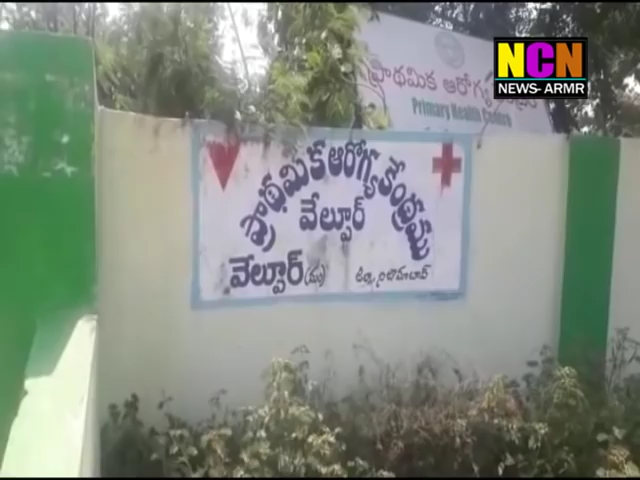 NCN
NEWS-ARMR
ప్రాథమిక ఆరోగ్య
Primary Health Centre
ప్రాథమిక ఆరోగ్య కేంద్రము
వేల్పూర్
వేల్పూర్ (మం)